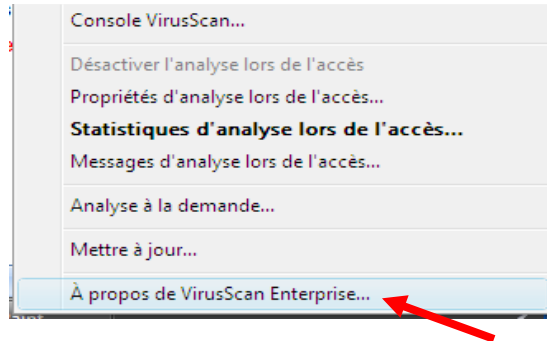 Console VirusScan...
Désactiver l'analyse lors de l'accès
Propriétés d'analyse lors de l'accès...
Statistiques d'analyse lors de l'accès...
Messages d'analyse lors de l'accès...
Analyse à la demande...
Mettre à jour...
À propos de VirusScan Enterprise...